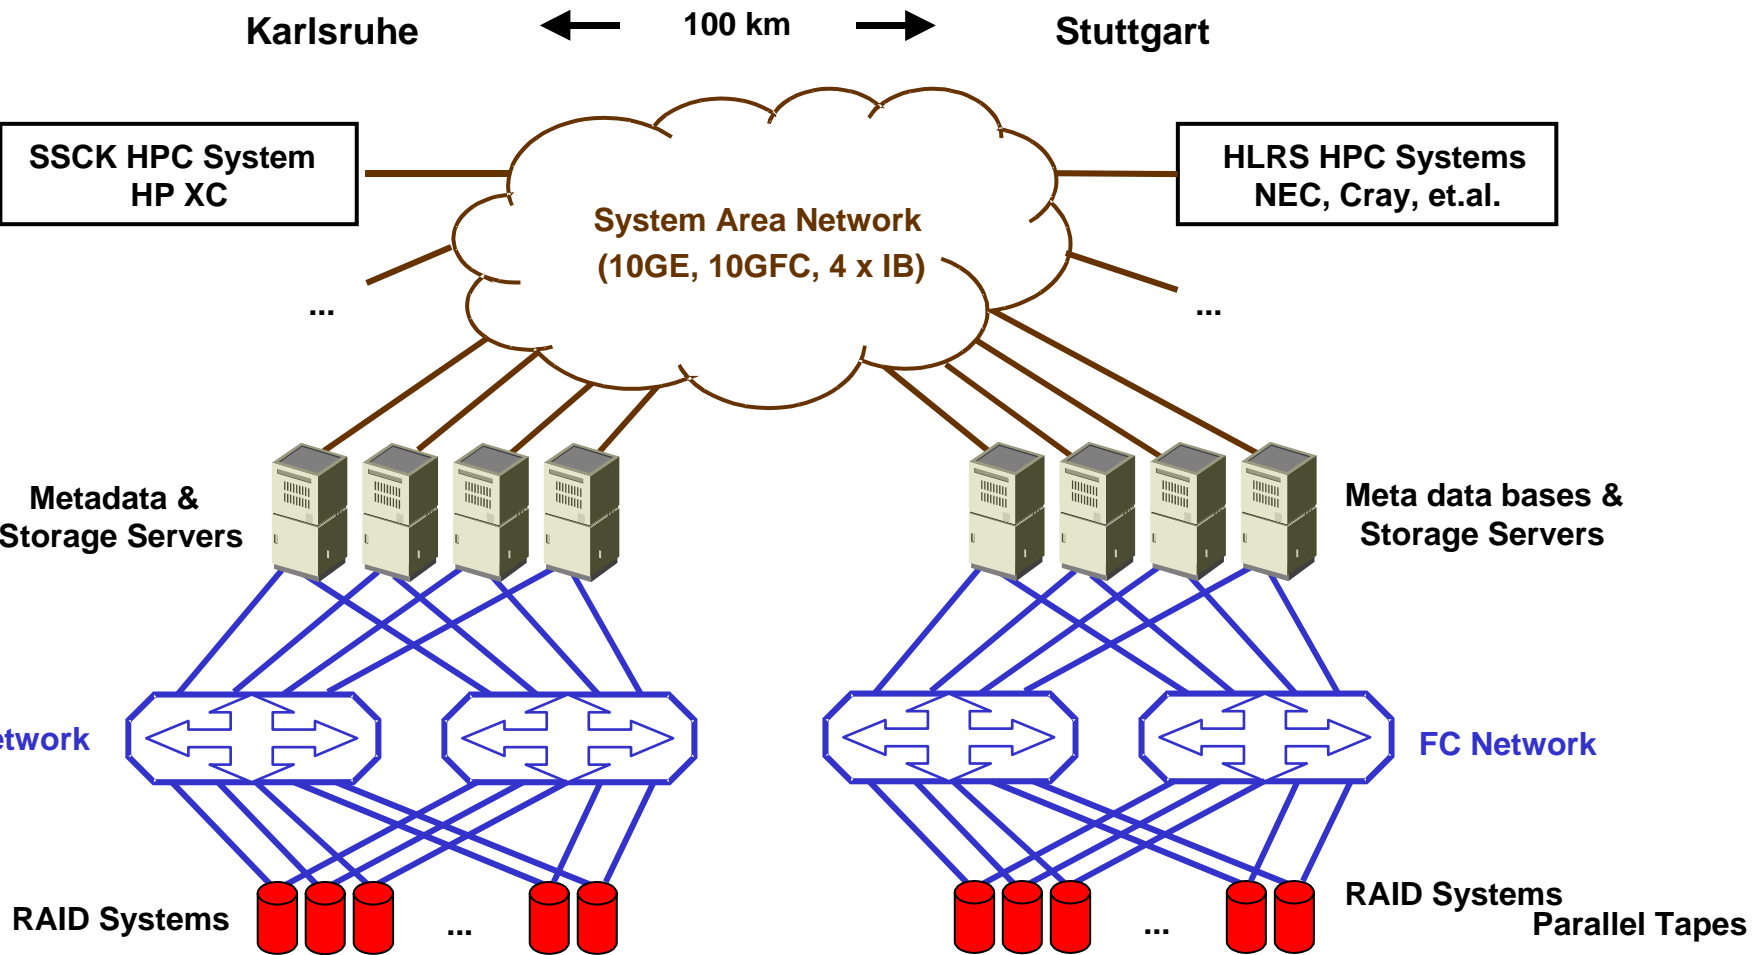 Karlsruhe
100 km
Stuttgart
SSCK HPC System
HP XC
HLRS HPC Systems
NEC, Cray, et.al.
System Area Network
(10GE, 10GFC, 4 x IB)
...
...
Metadata &
Storage Servers
Meta data bases &
Storage Servers
etwork
FC Network
RAID Systems
...
...
RAID Systems
Parallel Tapes